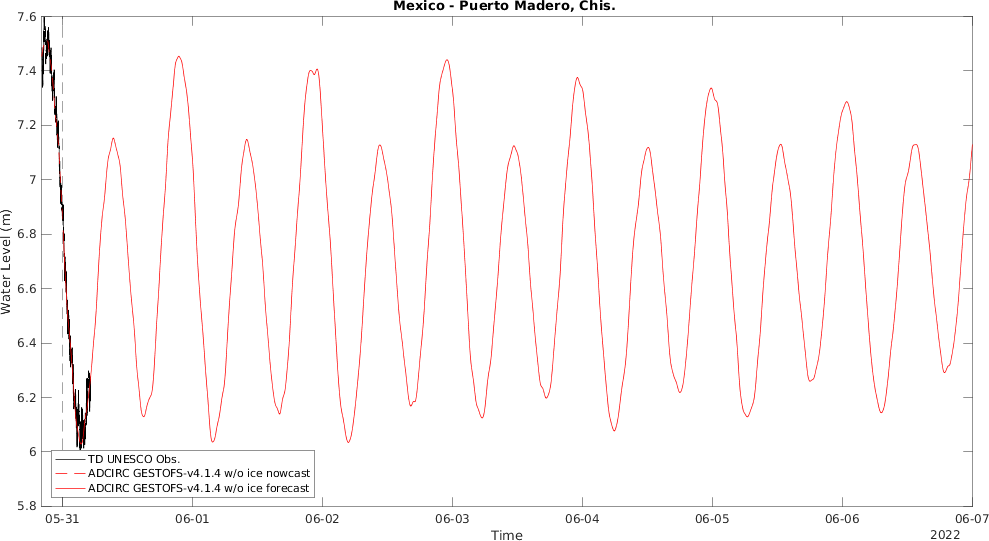 Mexico - Puerto Madero, Chis.
7.6
7.4
7.2
7
6.8
6.6
6.4
6.2
6
5.8
Water Level (m)
TD UNESCO Obs.
ADCIRC GESTOFS-v4.1.4 w/o ice nowcast
ADCIRC GESTOFS-v4.1.4 w/o ice forecast
05-31 06-01 06-02 06-03 06-04 06-05 06-06 06-07
Time
2022